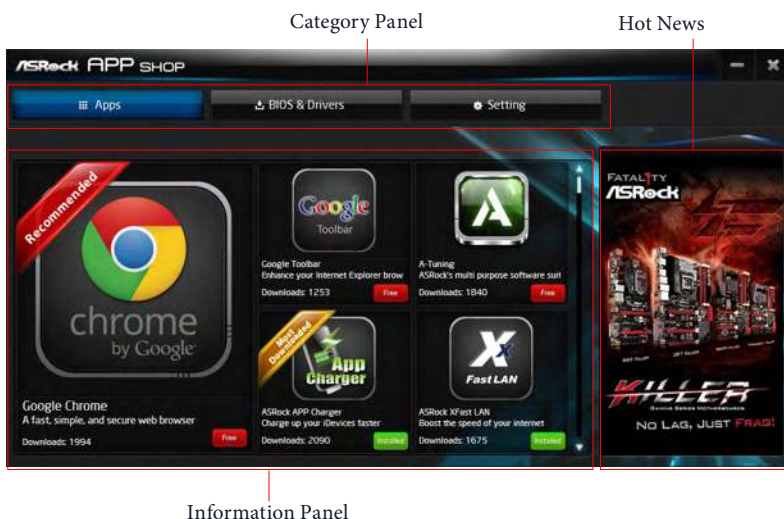 Category Panel
Hot News
ASRock APP SHOP
Apps
BIOS & Drivers
Setting
Recommended
chrome
by Google
Google Chrome
A fast, simple, and secure web browser
Downloads: 1994
Free
Google
Toolbar
Google Toolbar
Enhance your Internet Explorer brow
Downloads: 1253
Free
A-Tuning
ASRock's multi purpose software suit
Downloads: 1840
Free
Most
Downloaded
App
Charger
ASRock APP Charger
Charge up your iDevices faster
Downloads: 2090
Installed
X
Fast LAN
ASRock XFast LAN
Boost the speed of your internet
Downloads: 1675
Installed
FATAL1TY
ASRock
KILLER
GAMING SERIES MOTHERBOARDS
NO LAG, JUST FRAG!
Information Panel